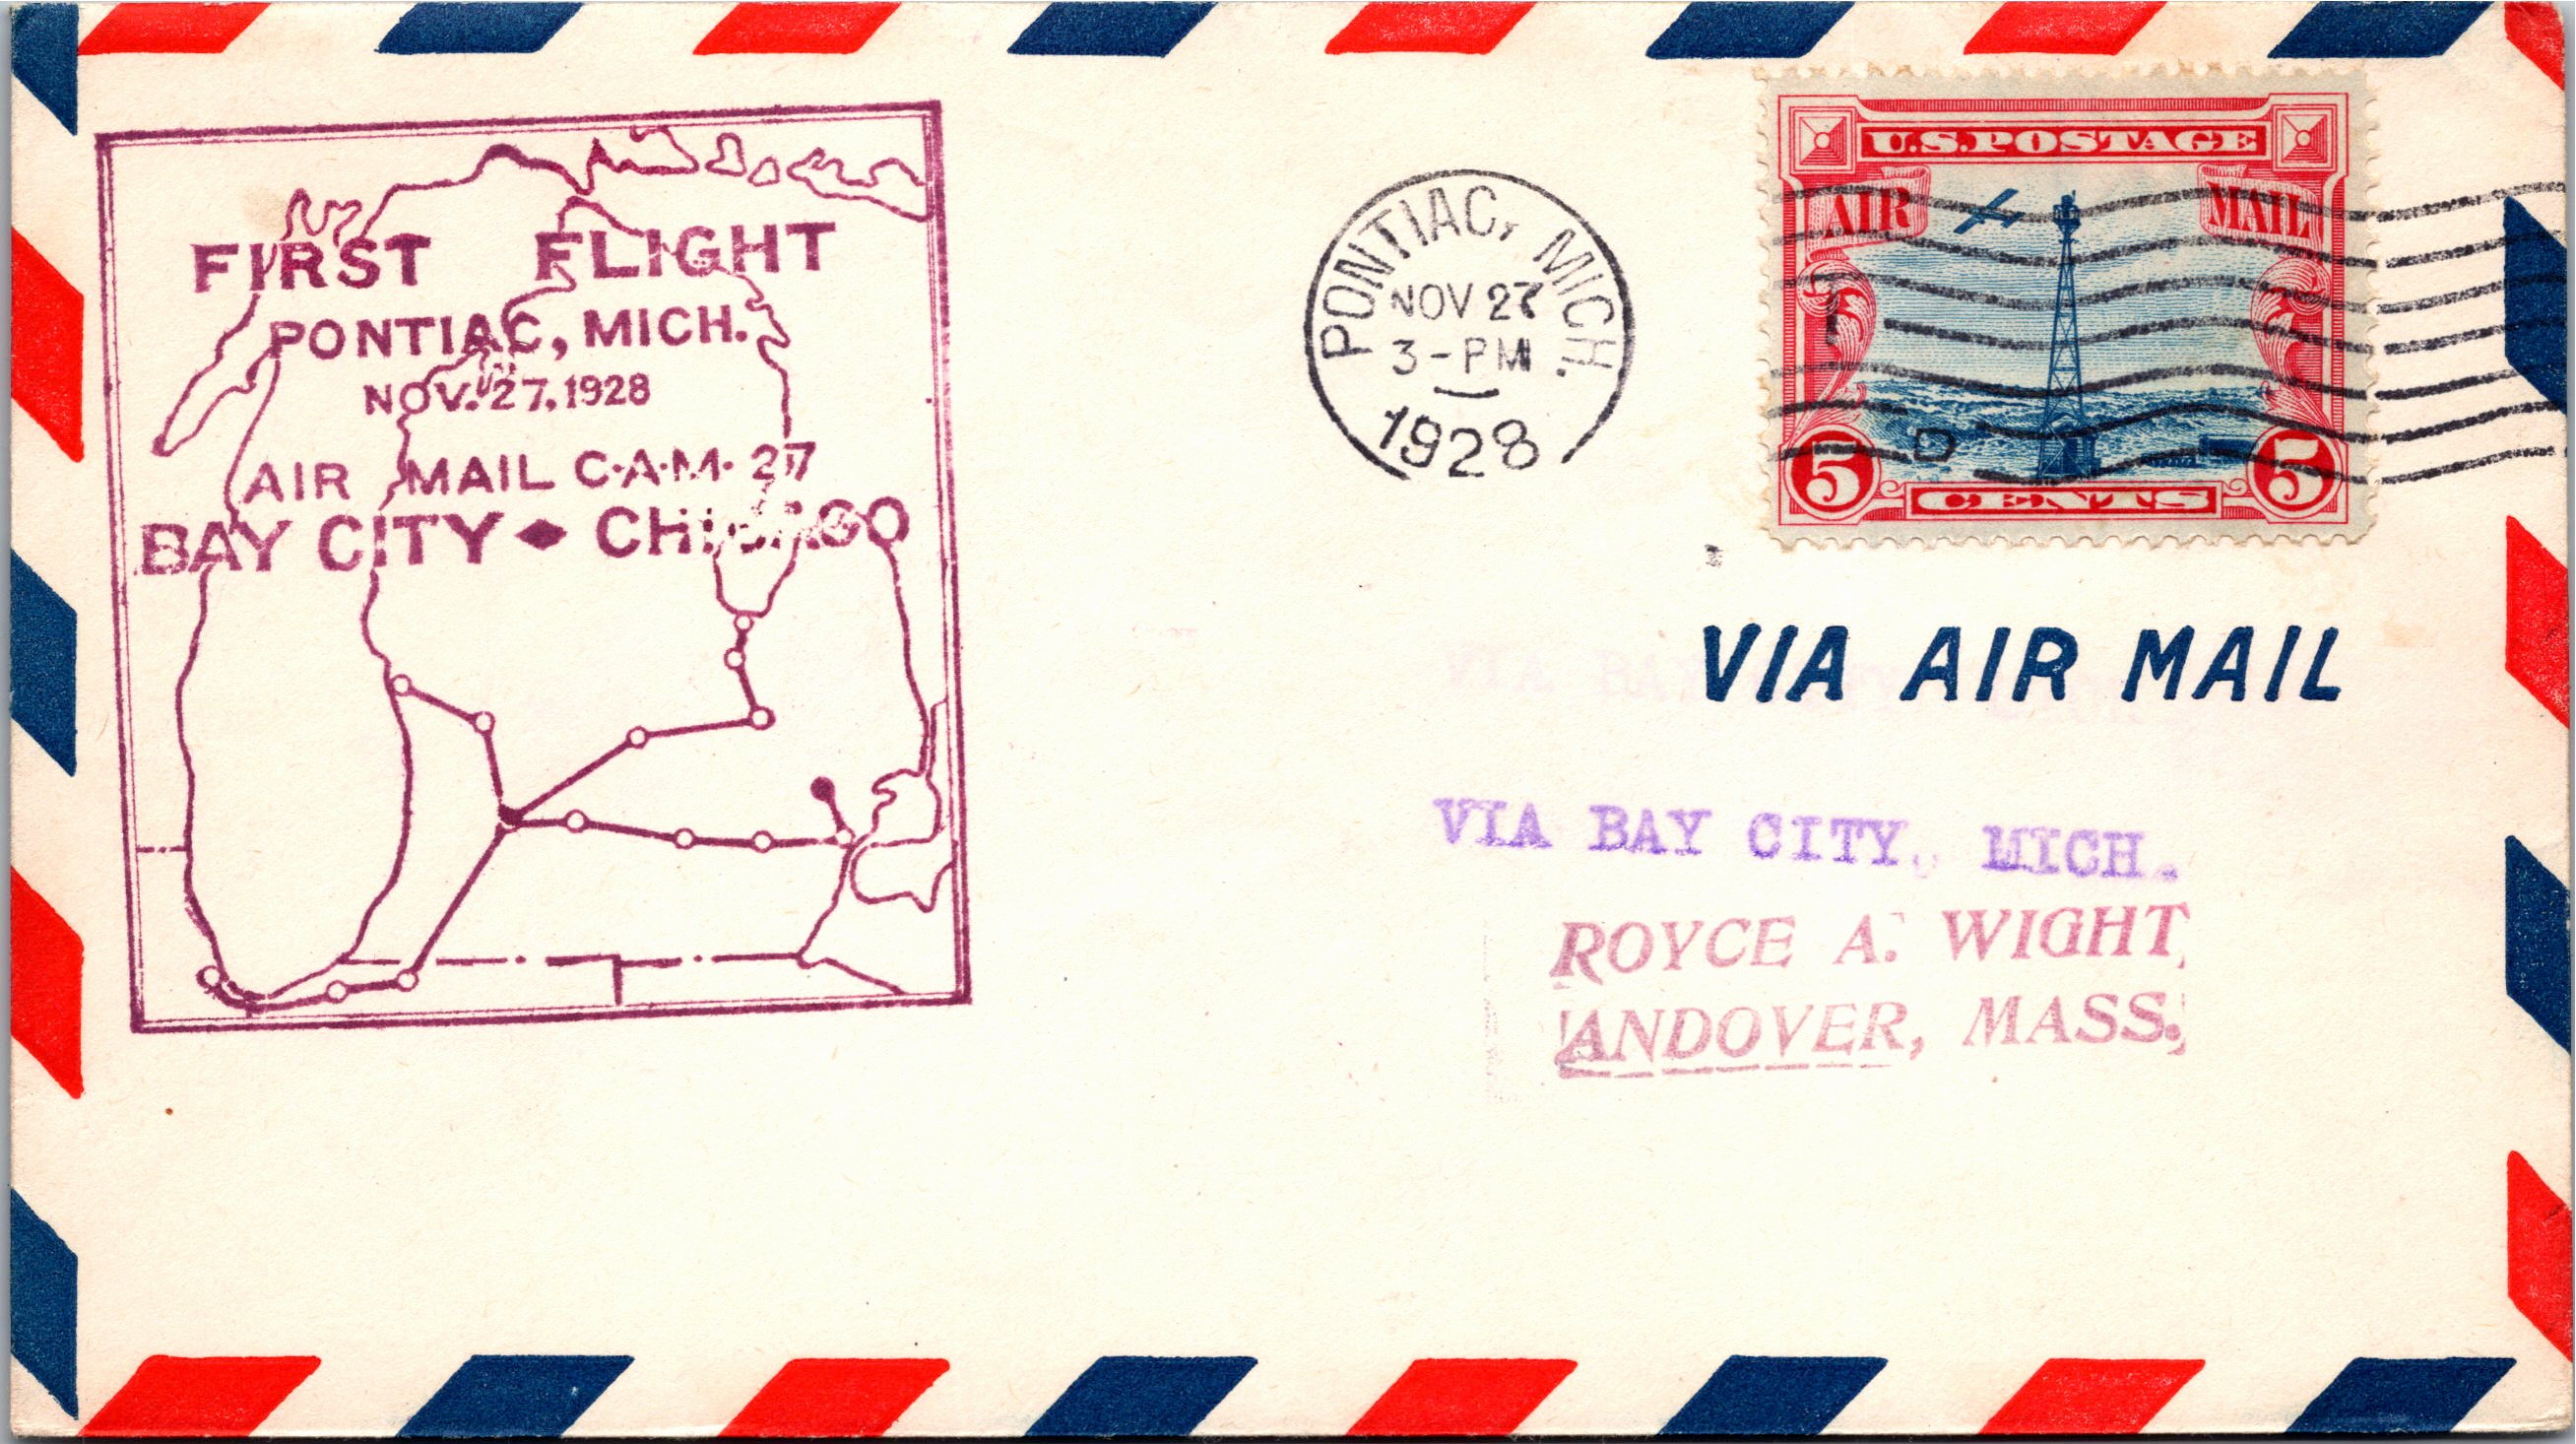 FIRST FLIGHT
PONTIAC, MICH.
NOV. 27, 1928
AIR MAIL C·A·M· 27
BAY CITY ◆ CHICAGO
PONTIAC, MICH.
NOV 27
3-PM
1928
U.S. POSTAGE
AIR MAIL
5 CENTS 5
VIA AIR MAIL
VIA BAY CITY, MICH.
ROYCE A. WIGHT,
ANDOVER, MASS.